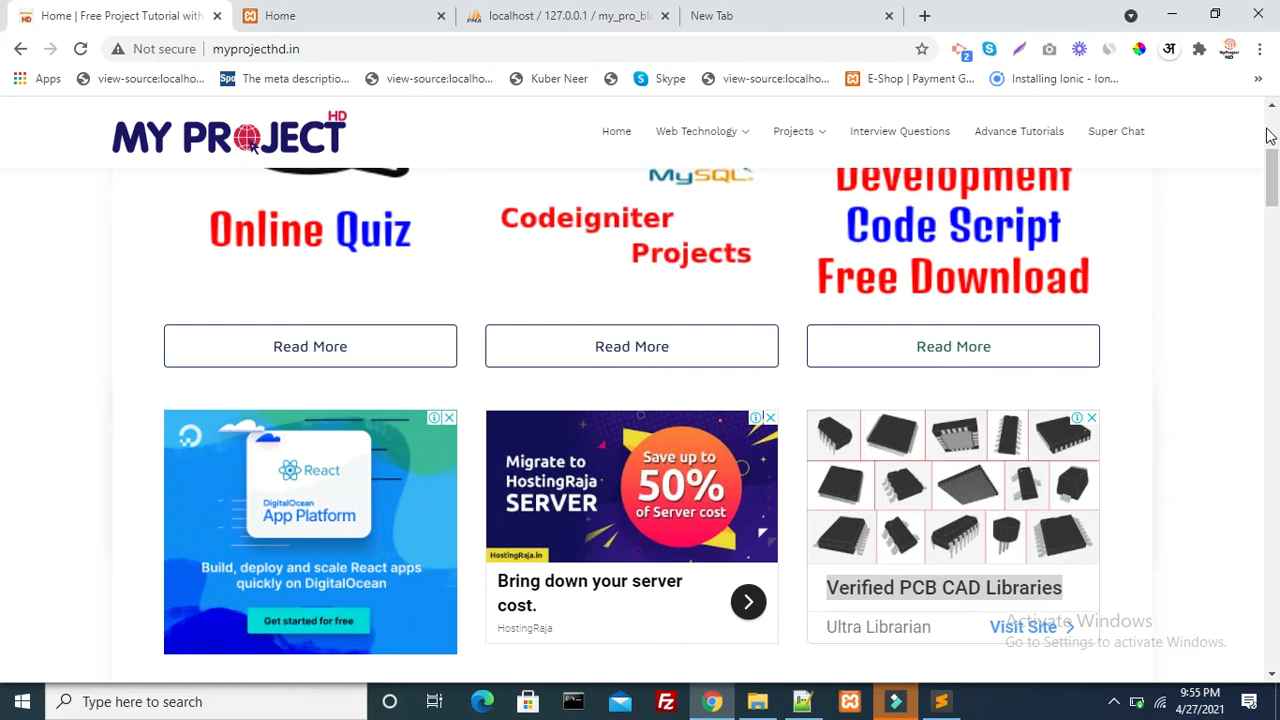 Home | Free Project Tutorial with
Home
localhost / 127.0.0.1 / my_pro_bl
New Tab
Not secure
myprojecthd.in
अ
2
Apps
view-source:localho...
Spo
The meta descriptio...
view-source:localho...
Kuber Neer
Skype
view-source:localho...
E-Shop | Payment G...
Installing Ionic - Ion...
MY PROJECT HD
Home
Web Technology
Projects
Interview Questions
Advance Tutorials
Super Chat
Online Quiz
MySQL
Codeigniter
Projects
Development
Code Script
Free Download
Read More
Read More
Read More
React
DigitalOcean
App Platform
Build, deploy and scale React apps
quickly on DigitalOcean
Get started for free
Migrate to
HostingRaja
SERVER
Save up to
50%
of Server cost
HostingRaja.in
Bring down your server
cost.
HostingRaja
Verified PCB CAD Libraries
Ultra Librarian
Visit Site
Activate Windows
Go to Settings to activate Windows.
Type here to search
9:55 PM
4/27/2021